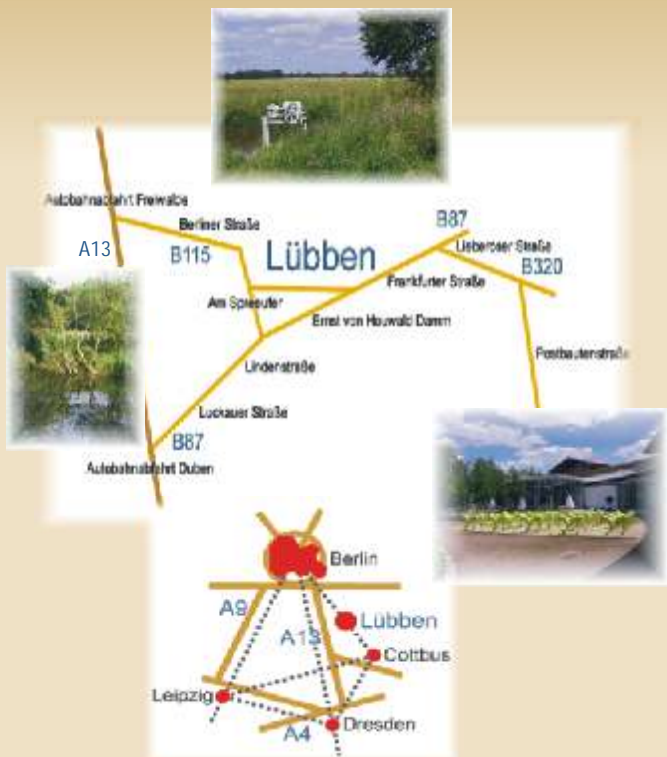 Autobahnabfahrt Freiwalde
Berliner Straße
B87
A13
B115
Lübben
Lieberoser Straße
B320
Frankfurter Straße
Am Spreeufer
Ernst von Houwald Damm
Lindenstraße
Postbautenstraße
Luckauer Straße
B87
Autobahnabfahrt Duben
Berlin
A9
A13
Lübben
Cottbus
Leipzig
Dresden
A4